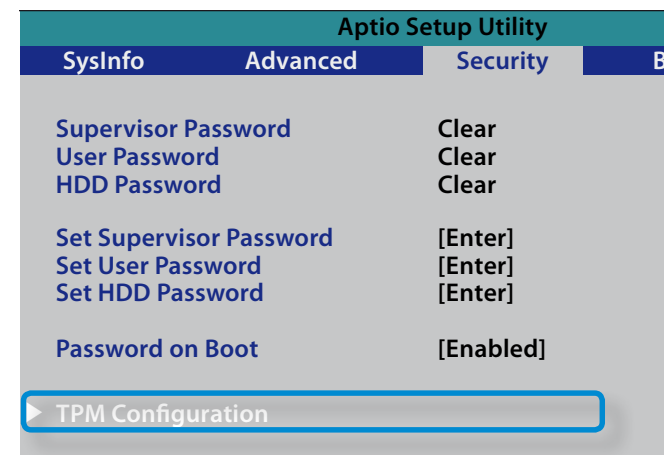 Aptio Setup Utility
SysInfo Advanced Security B
Supervisor Password Clear
User Password Clear
HDD Password Clear
Set Supervisor Password [Enter]
Set User Password [Enter]
Set HDD Password [Enter]
Password on Boot [Enabled]
TPM Configuration